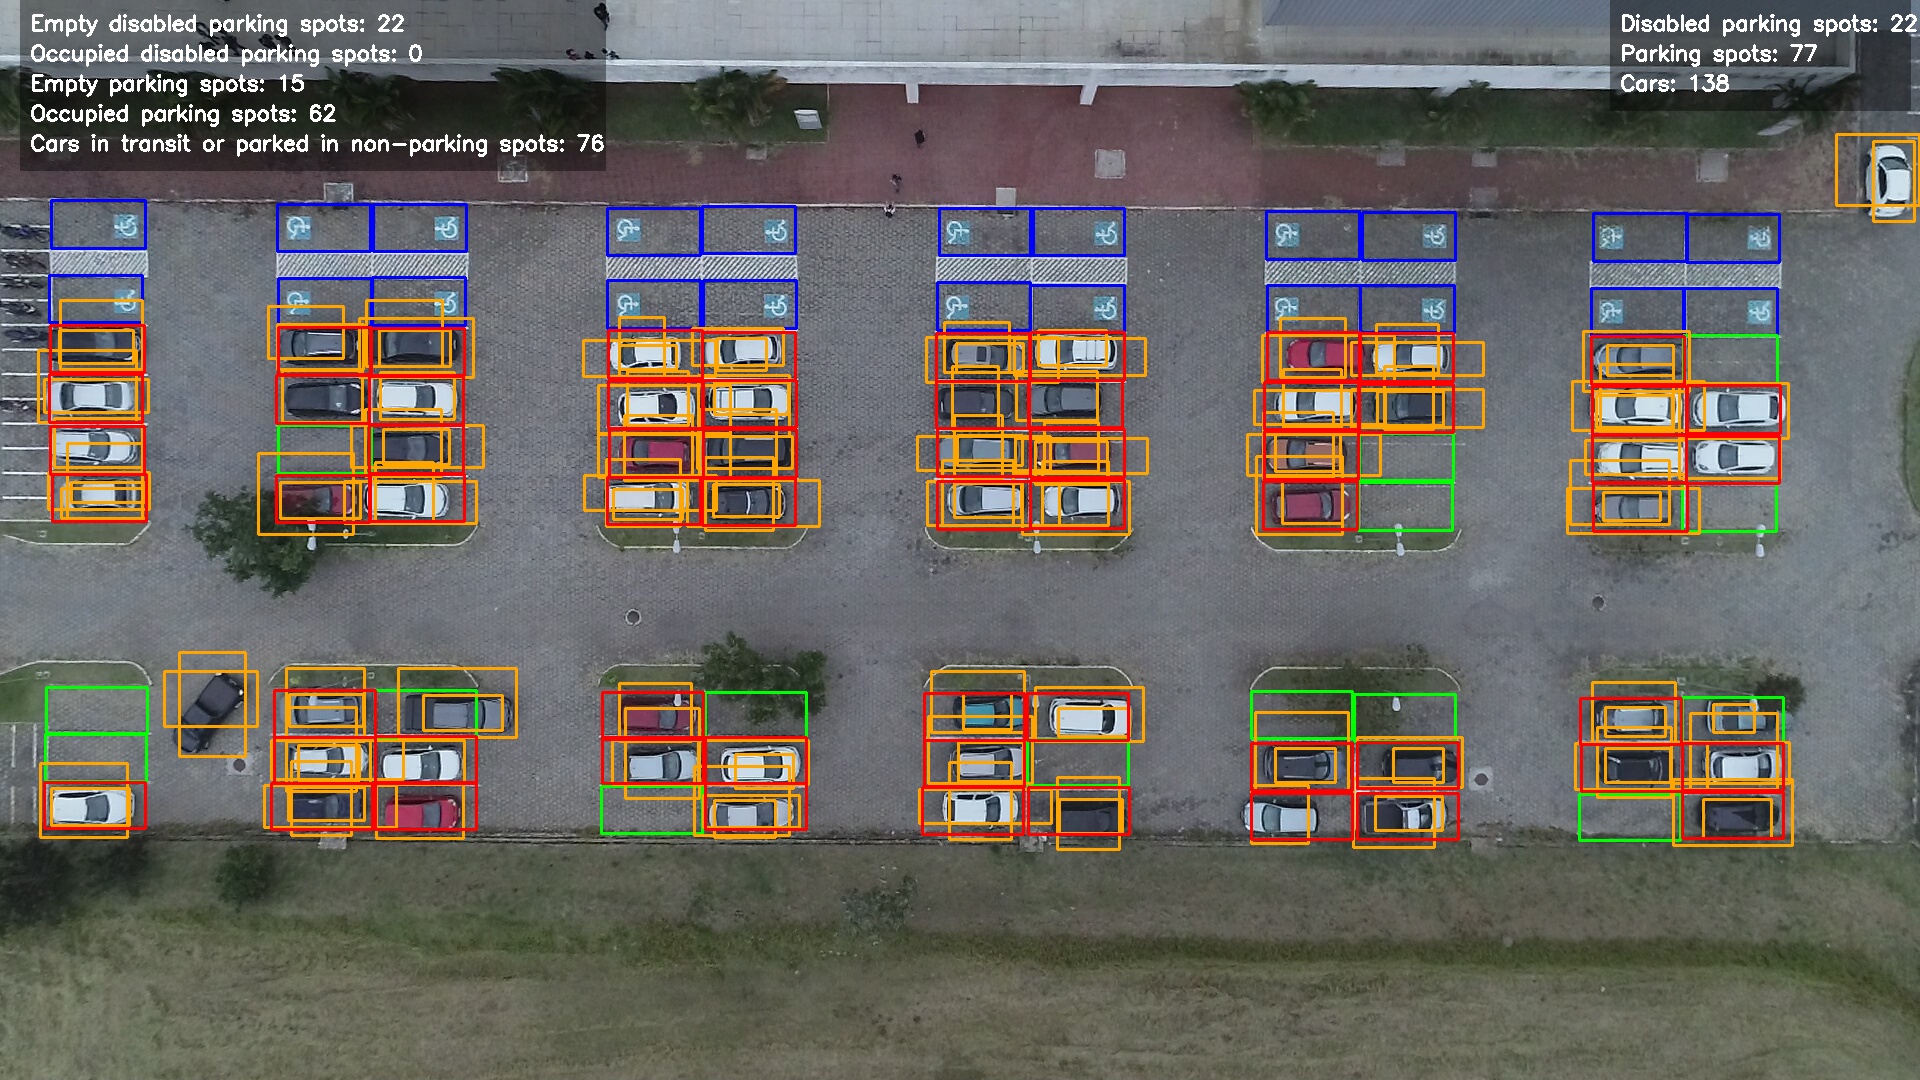 Empty disabled parking spots: 22
Occupied disabled parking spots: 0
Empty parking spots: 15
Occupied parking spots: 62
Cars in transit or parked in non-parking spots: 76
Disabled parking spots: 22
Parking spots: 77
Cars: 138